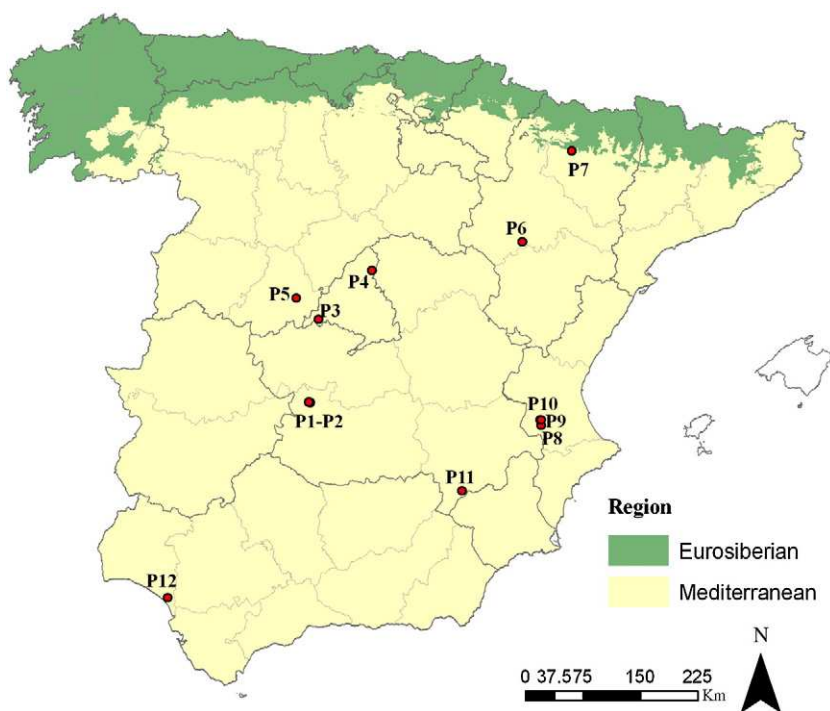 P7
P6
P4
P5
P3
P10
P1-P2
P9
P8
P11
Region
Eurosiberian
P12
Mediterranean
N
0 37.575 150 225
Km